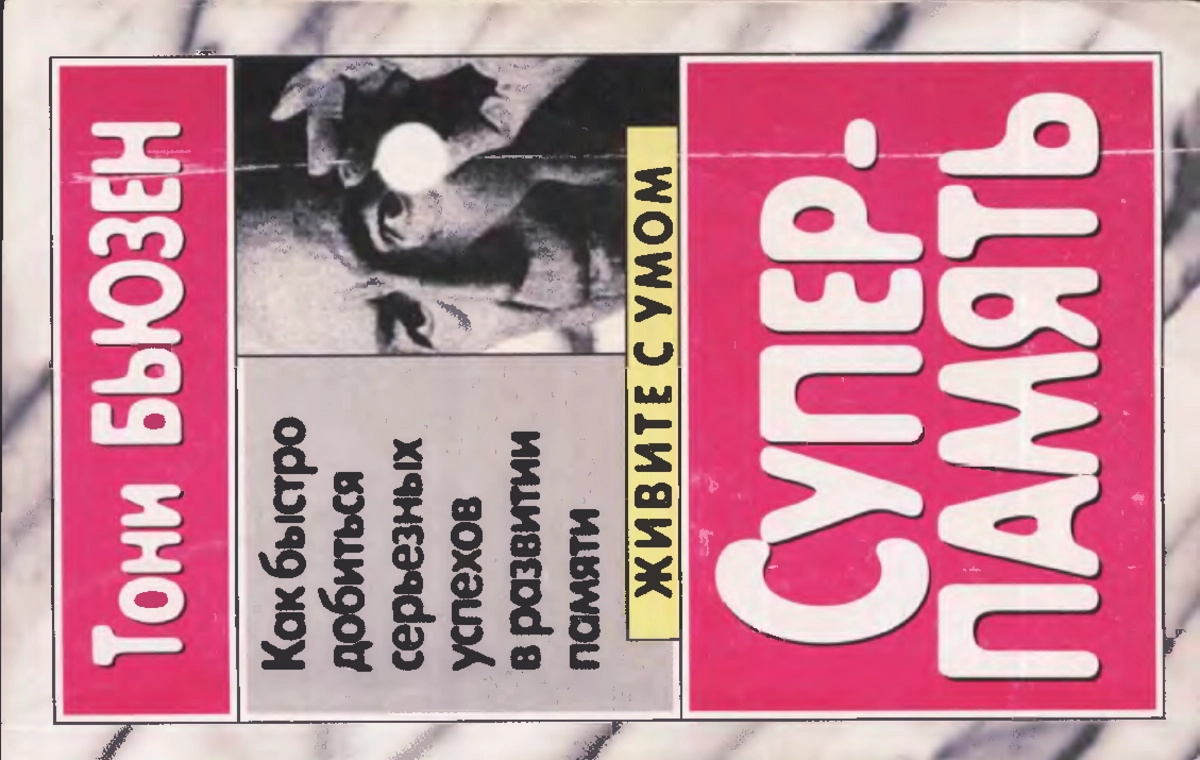 Тони БЬЮЗЕН
Как быстро
добиться
серьезных
успехов
в развитии
памяти
ЖИВИТЕ С УМОМ
СУПЕР-
ПАМЯТЬ